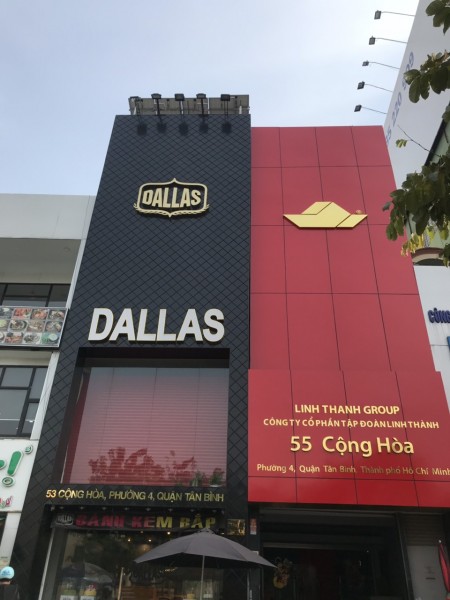 DALLAS
DALLAS
53 CỘNG HÒA, PHƯỜNG 4, QUẬN TÂN BÌNH
LINH THANH GROUP
CÔNG TY CỔ PHẦN TẬP ĐOÀN LINH THÀNH
55 Cộng Hòa
Phường 4, Quận Tân Bình, Thành phố Hồ Chí Minh